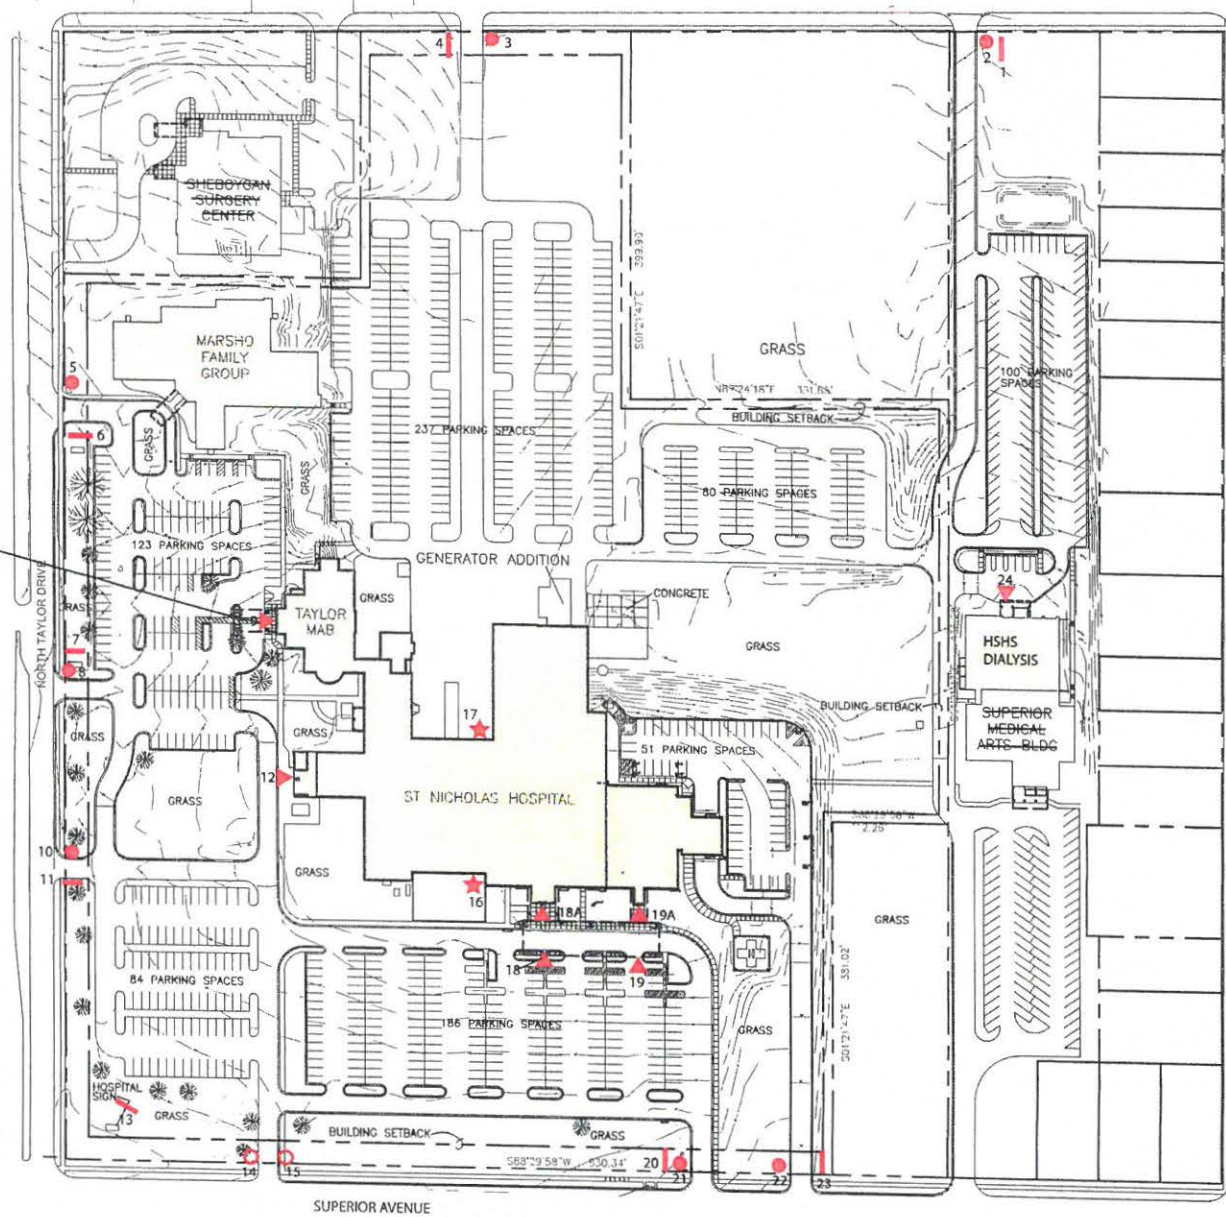 4
3
2
1
SHEBOYGAN
SURGERY
CENTER
S01°21'47"E 399.90'
MARSHO
FAMILY
GROUP
GRASS
5
100 PARKING
SPACES
N87°24'18"E 331.65'
BUILDING SETBACK
237 PARKING SPACES
6
GRASS
GRASS
80 PARKING SPACES
123 PARKING SPACES
GENERATOR ADDITION
NORTH TAYLOR DRIVE
GRASS
GRASS
CONCRETE
24
TAYLOR
MAB
9
7
GRASS
HSHS
DIALYSIS
8
BUILDING SETBACK
GRASS
17
GRASS
SUPERIOR
MEDICAL
ARTS BLDG
51 PARKING SPACES
12
GRASS
ST NICHOLAS HOSPITAL
10
11
GRASS
16
18A
19A
GRASS
18
19
84 PARKING SPACES
S01°21'47"E 331.02'
186 PARKING SPACES
GRASS
HOSPITAL
SIGN
13
GRASS
BUILDING SETBACK
GRASS
14
15
S88°29'58"W 530.34'
20
21
22
23
SUPERIOR AVENUE